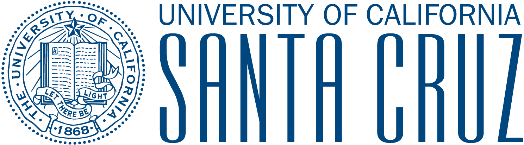 UNIVERSITY OF CALIFORNIA
SANTA CRUZ
THE · UNIVERSITY · OF · CALIFORNIA
LET THERE BE LIGHT
· 1868 ·